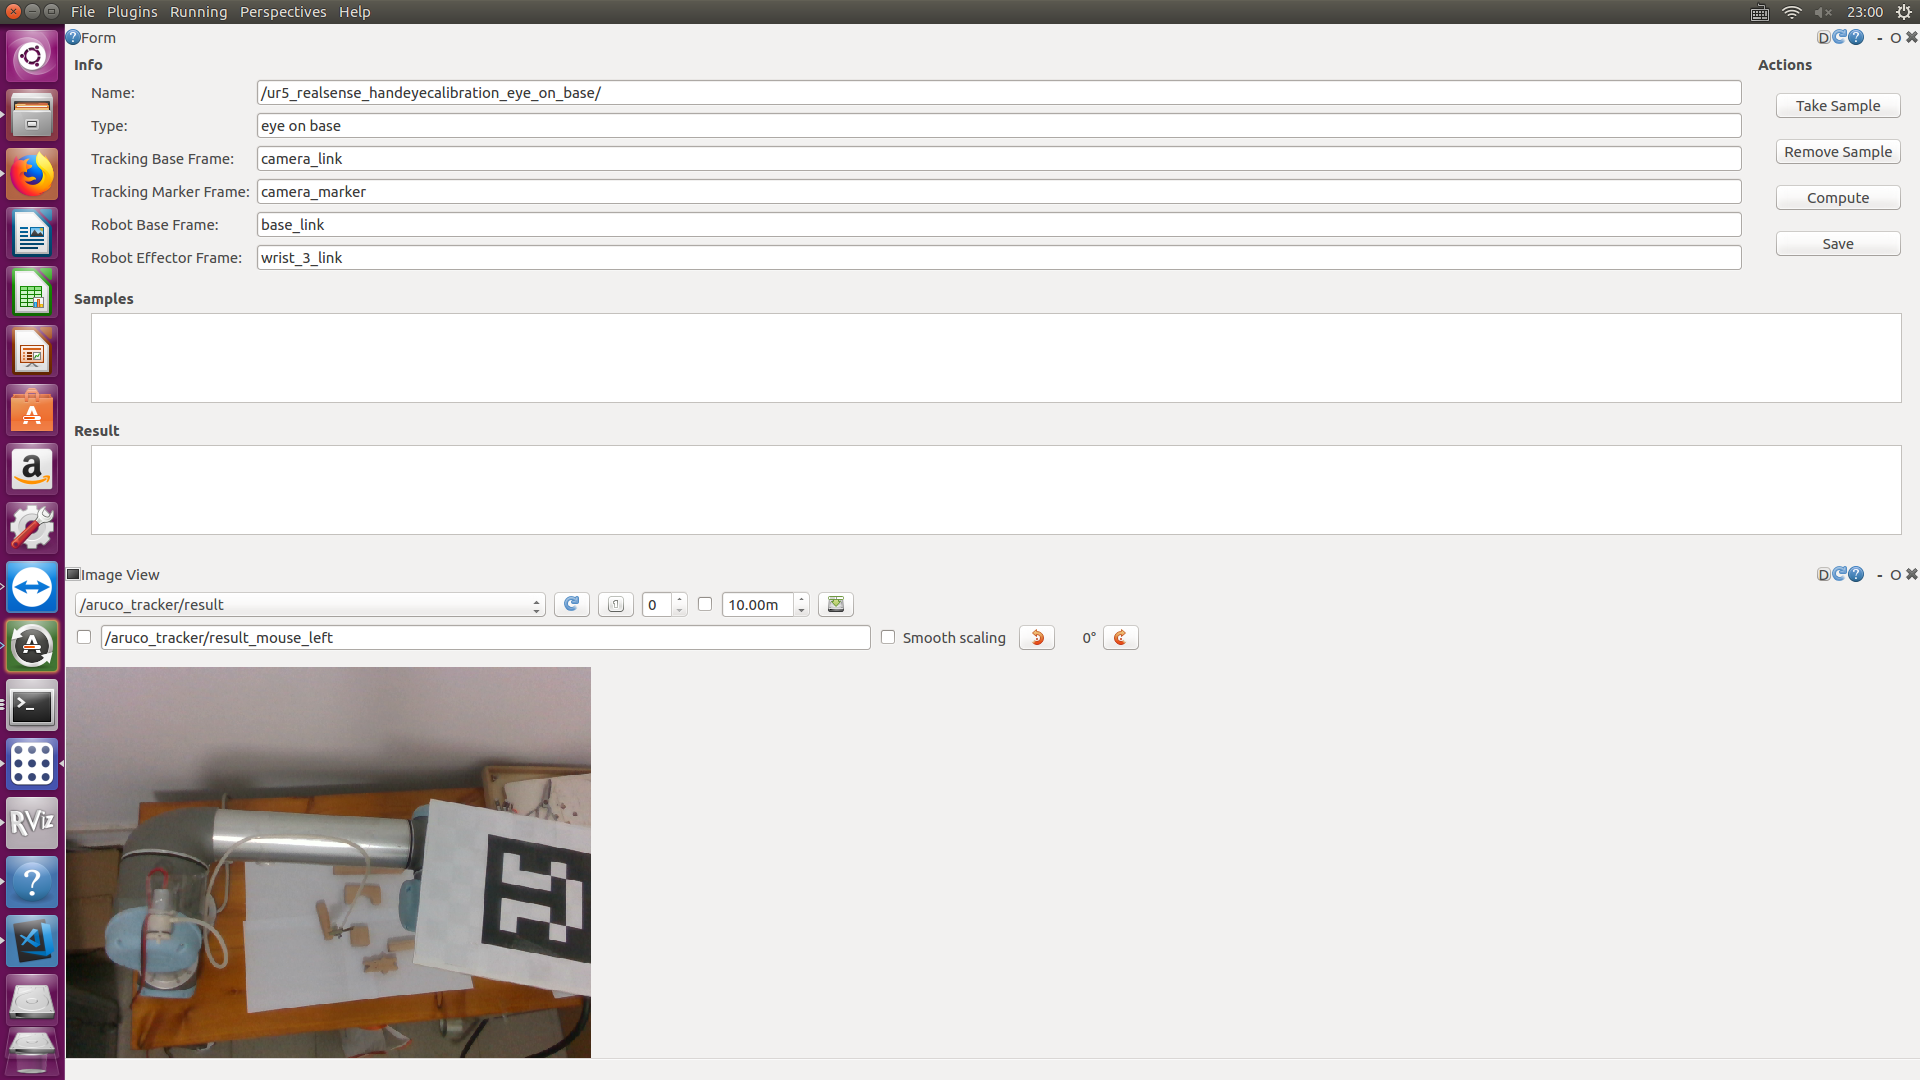 File Plugins Running Perspectives Help 23:00
Form D - O
Info Actions
Name: /ur5_realsense_handeyecalibration_eye_on_base/
Take Sample
Type: eye on base
Tracking Base Frame: camera_link
Remove Sample
Tracking Marker Frame: camera_marker
Compute
Robot Base Frame: base_link
Save
Robot Effector Frame: wrist_3_link
Samples
Result
Image View D - O
/aruco_tracker/result 0 10.00m
/aruco_tracker/result_mouse_left Smooth scaling 0°
RViz